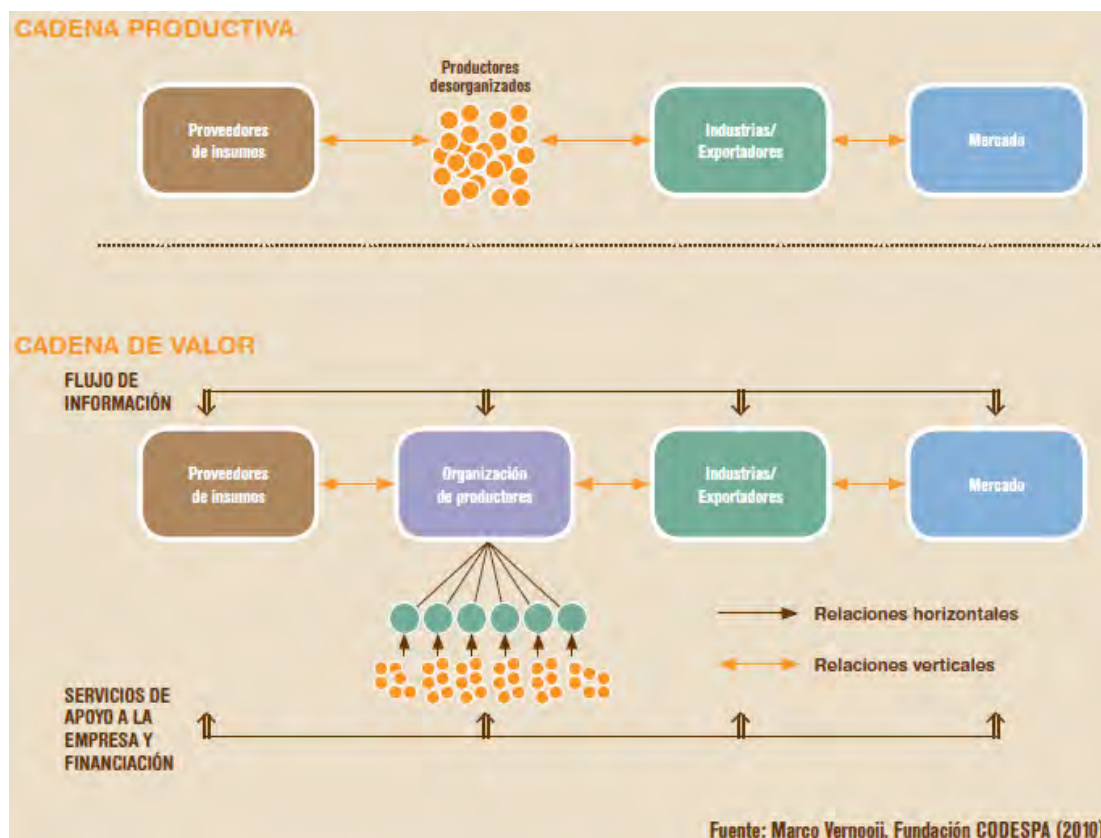 CADENA PRODUCTIVA
Productores
desorganizados
Proveedores
de insumos
Industrias/
Exportadores
Mercado
CADENA DE VALOR
FLUJO DE
INFORMACIÓN
Proveedores
de insumos
Organización
de productores
Industrias/
Exportadores
Mercado
Relaciones horizontales
Relaciones verticales
SERVICIOS DE
APOYO A LA
EMPRESA Y
FINANCIACIÓN
Fuente: Marco Vernooij. Fundación CODESPA (2010)